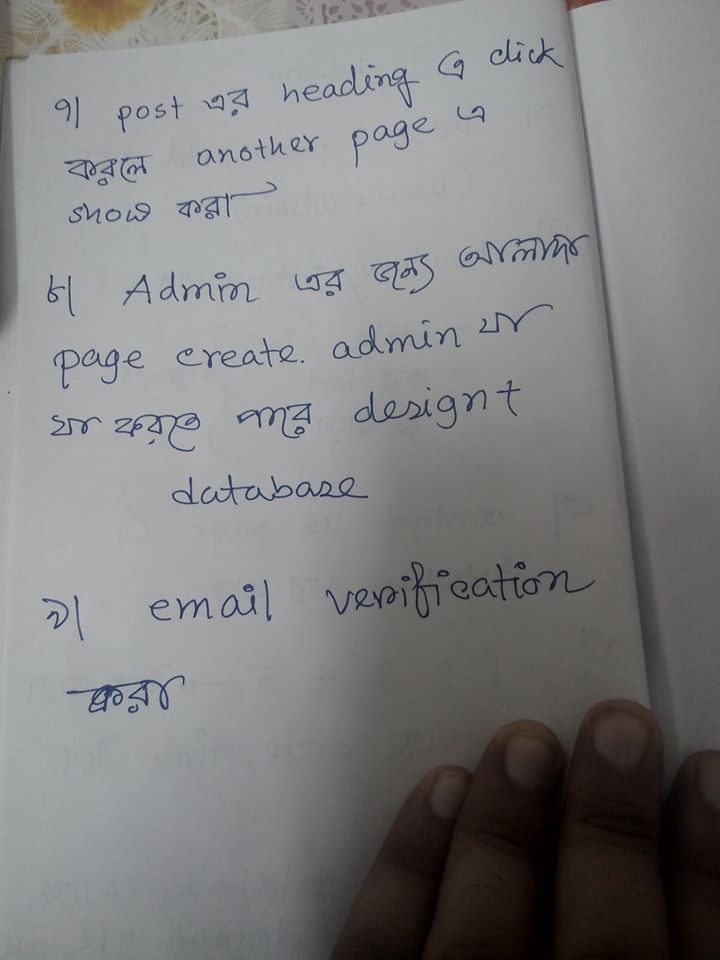 ৭| post এর heading এ click
করলে another page এ
show করা
৮| Admin এর জন্য আলাদা
page create. admin যা
যা করতে পারে design +
database
৯| email verification
করা